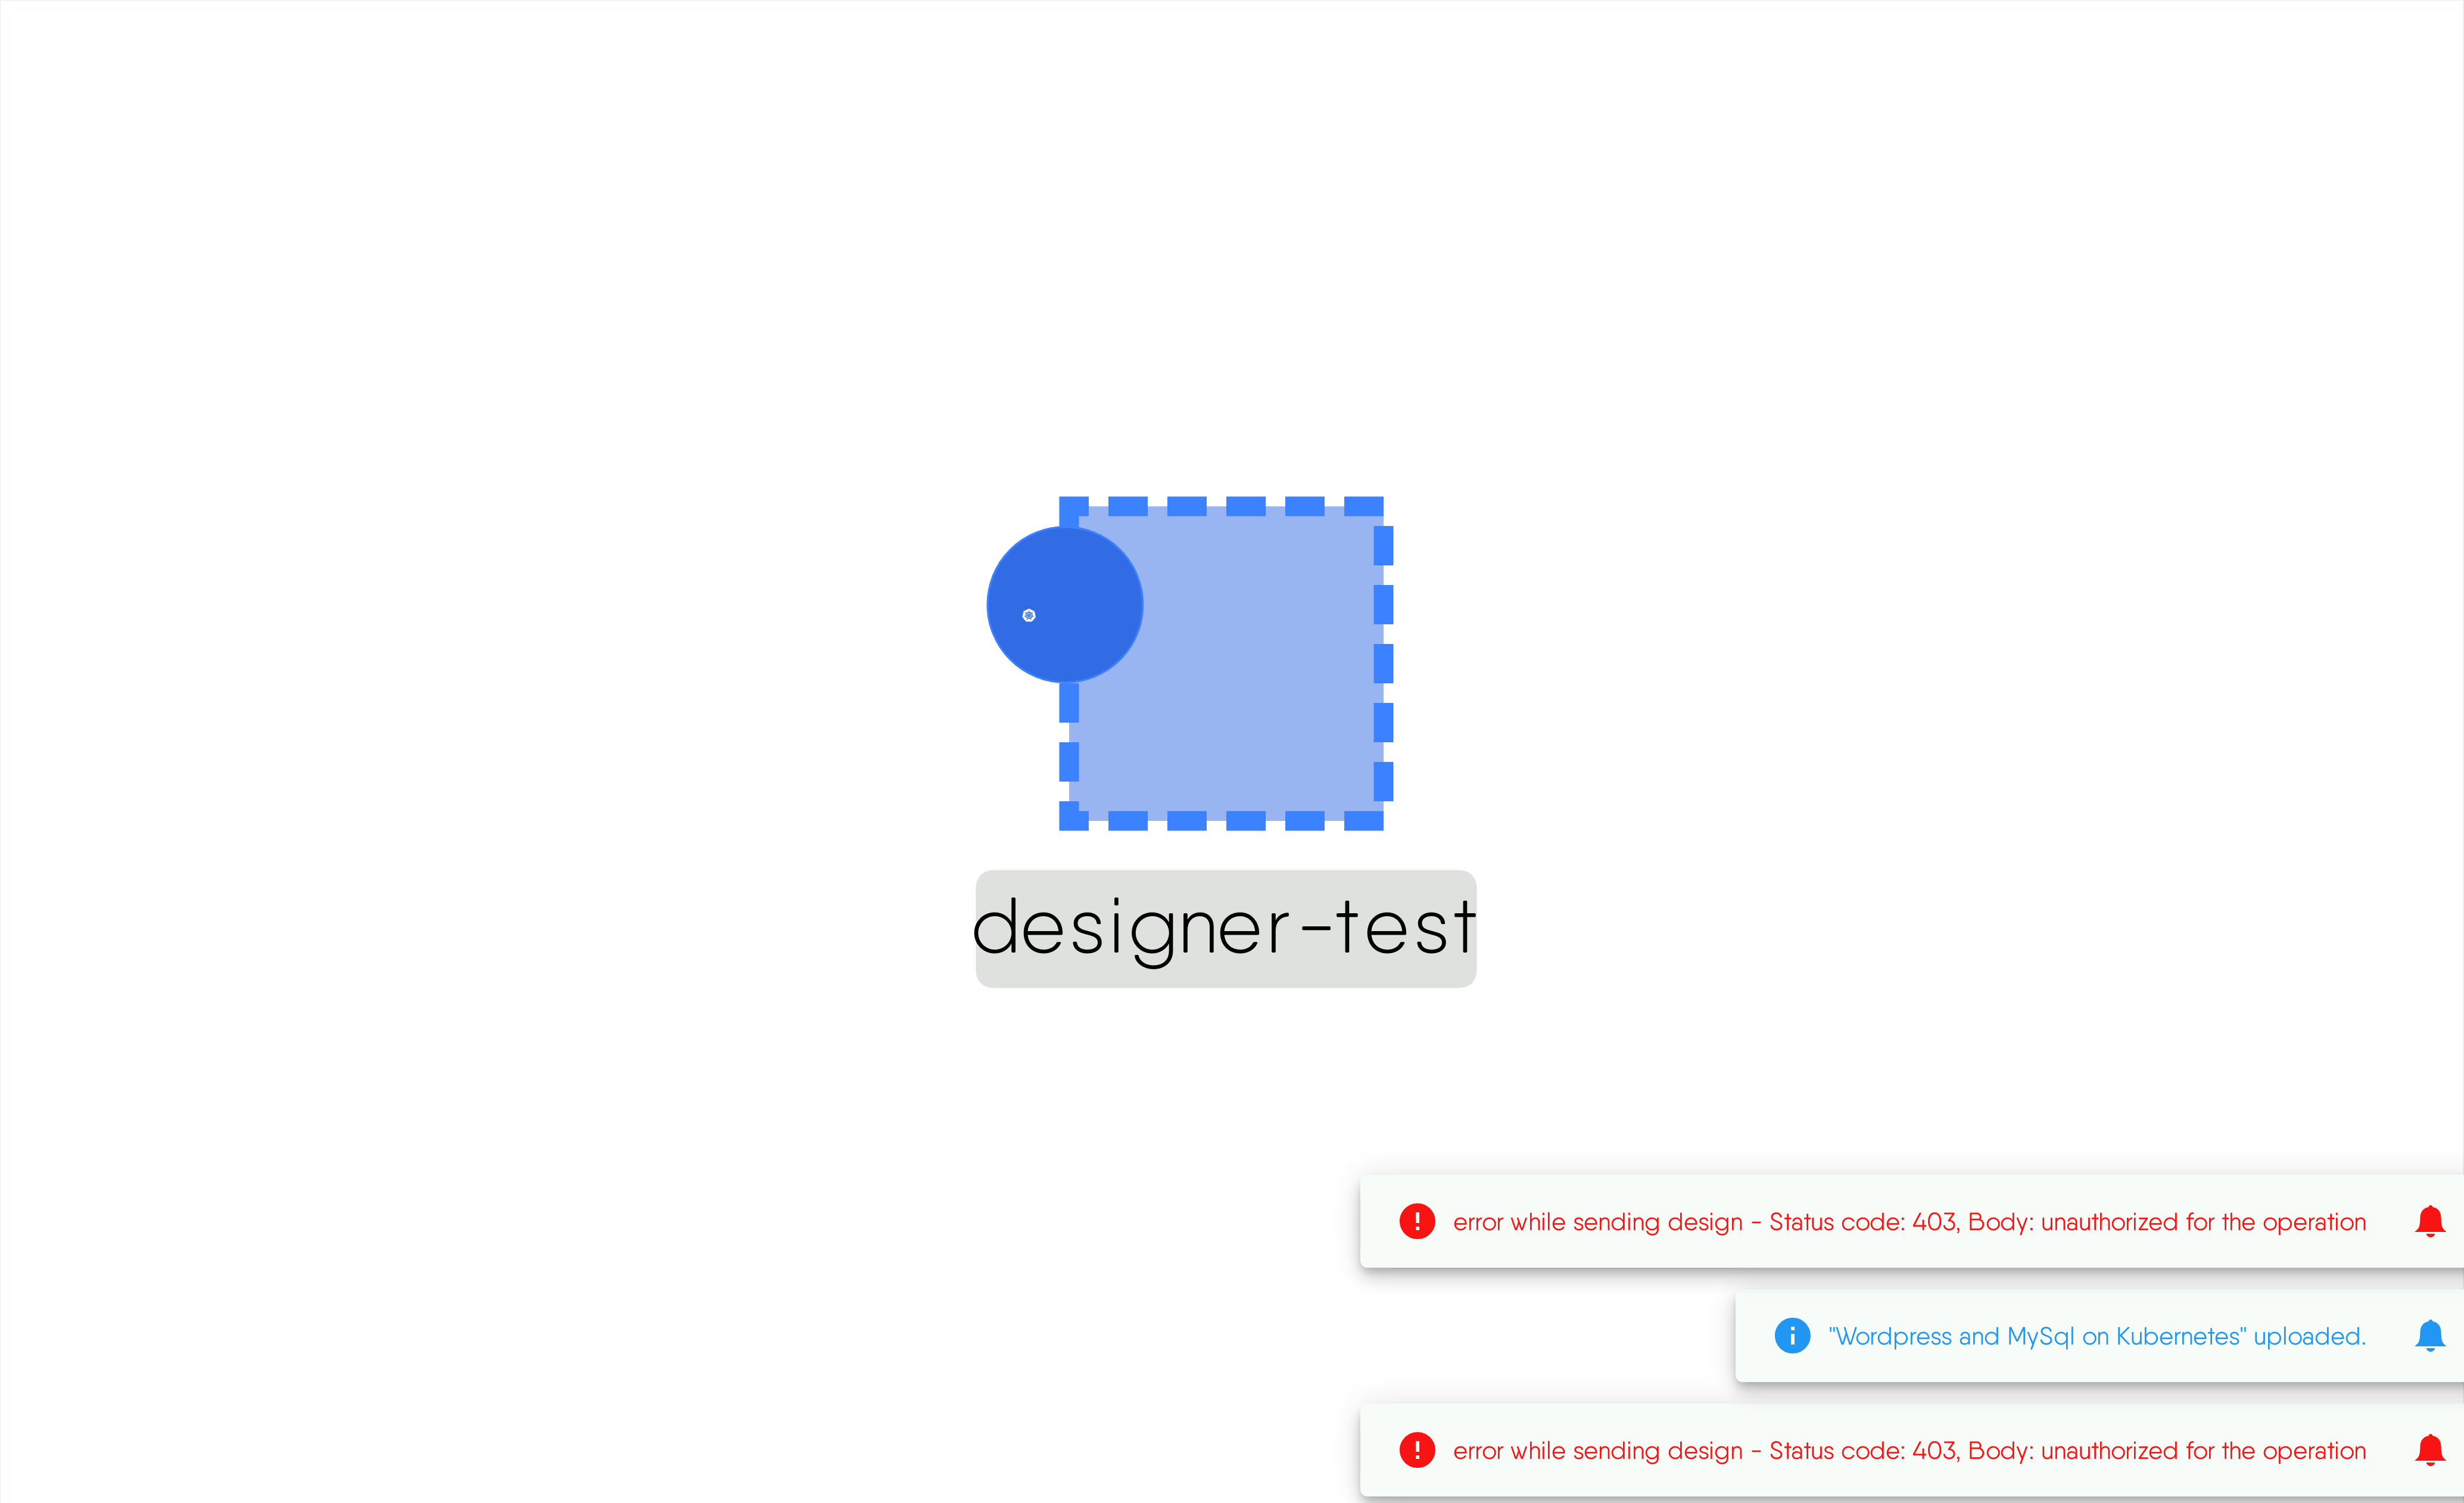 designer-test
error while sending design - Status code: 403, Body: unauthorized for the operation
"Wordpress and MySql on Kubernetes" uploaded.
error while sending design - Status code: 403, Body: unauthorized for the operation